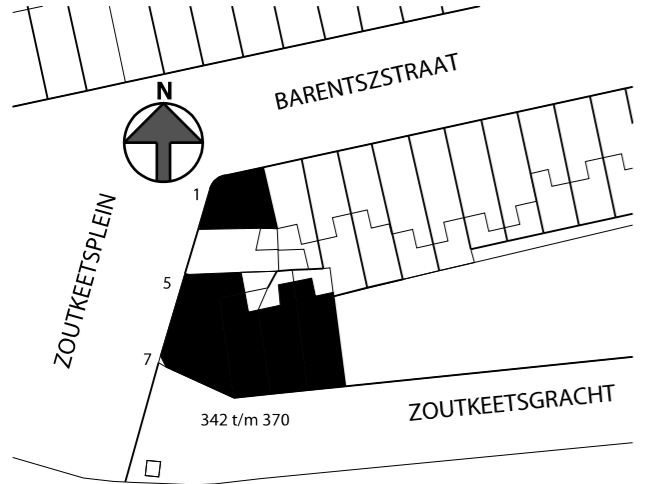 N
BARENTSZSTRAAT
1
ZOUTKEETSPLEIN
5
7
342 t/m 370
ZOUTKEETSGRACHT